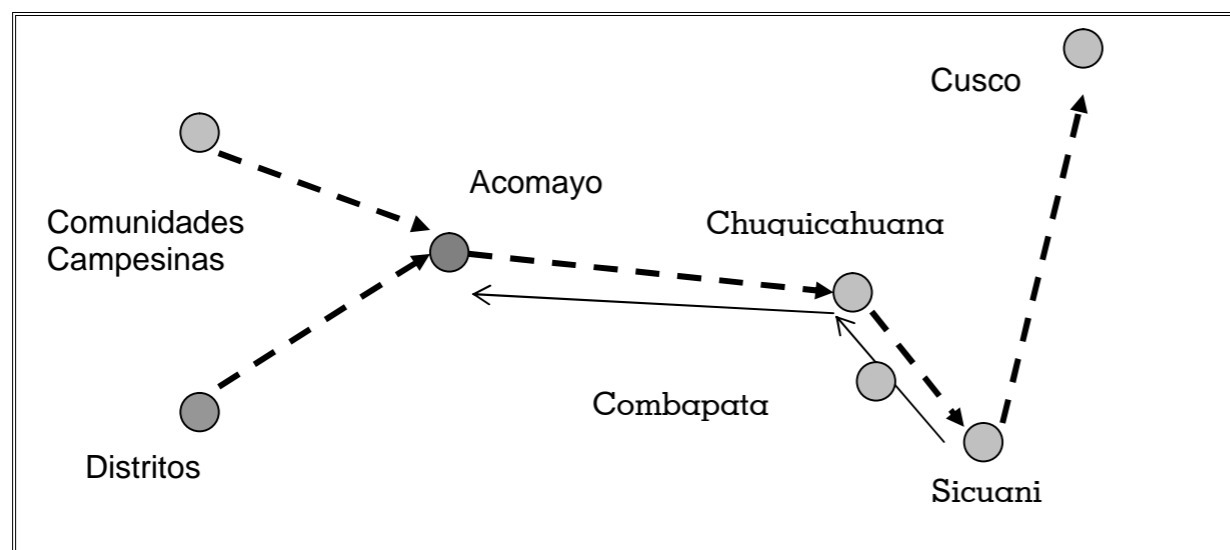 Cusco
Acomayo
Comunidades
Campesinas
Chuquicahuana
Combapata
Distritos
Sicuani